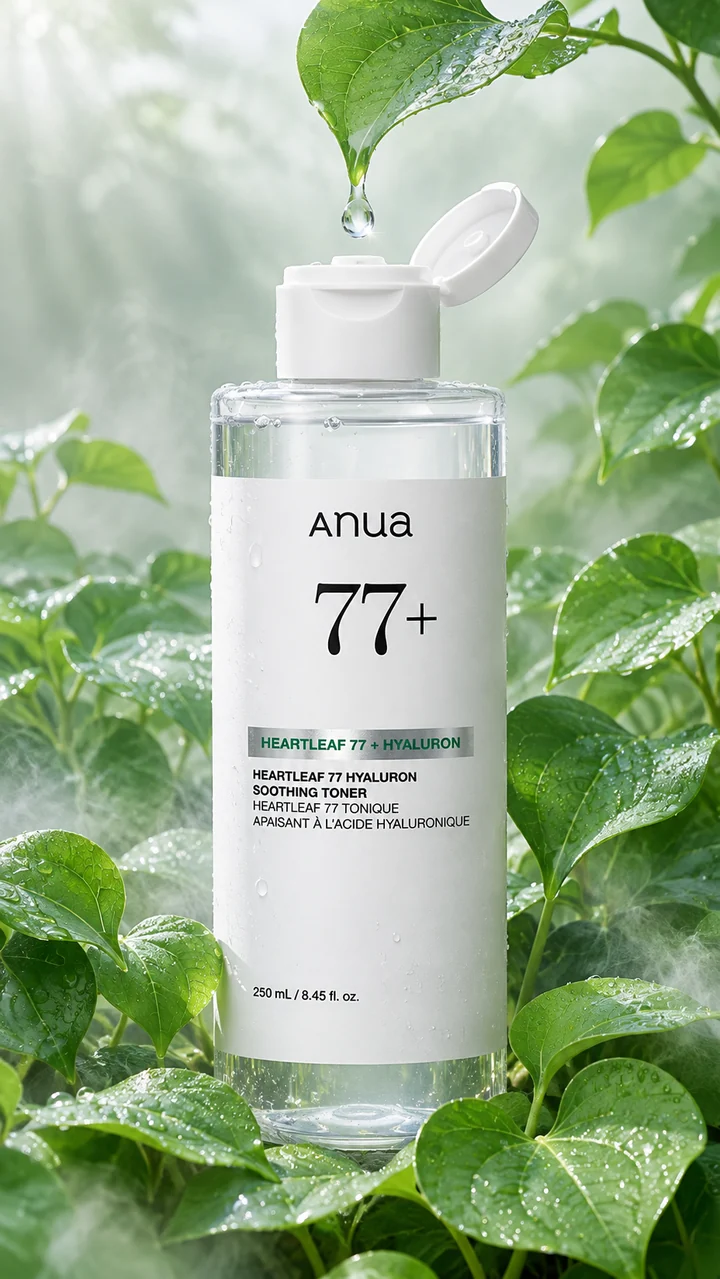 Anua
77+
HEARTLEAF 77 + HYALURON
HEARTLEAF 77 HYALURON
SOOTHING TONER
HEARTLEAF 77 TONIQUE
APAISANT À L'ACIDE HYALURONIQUE
250 mL / 8.45 fl. oz.